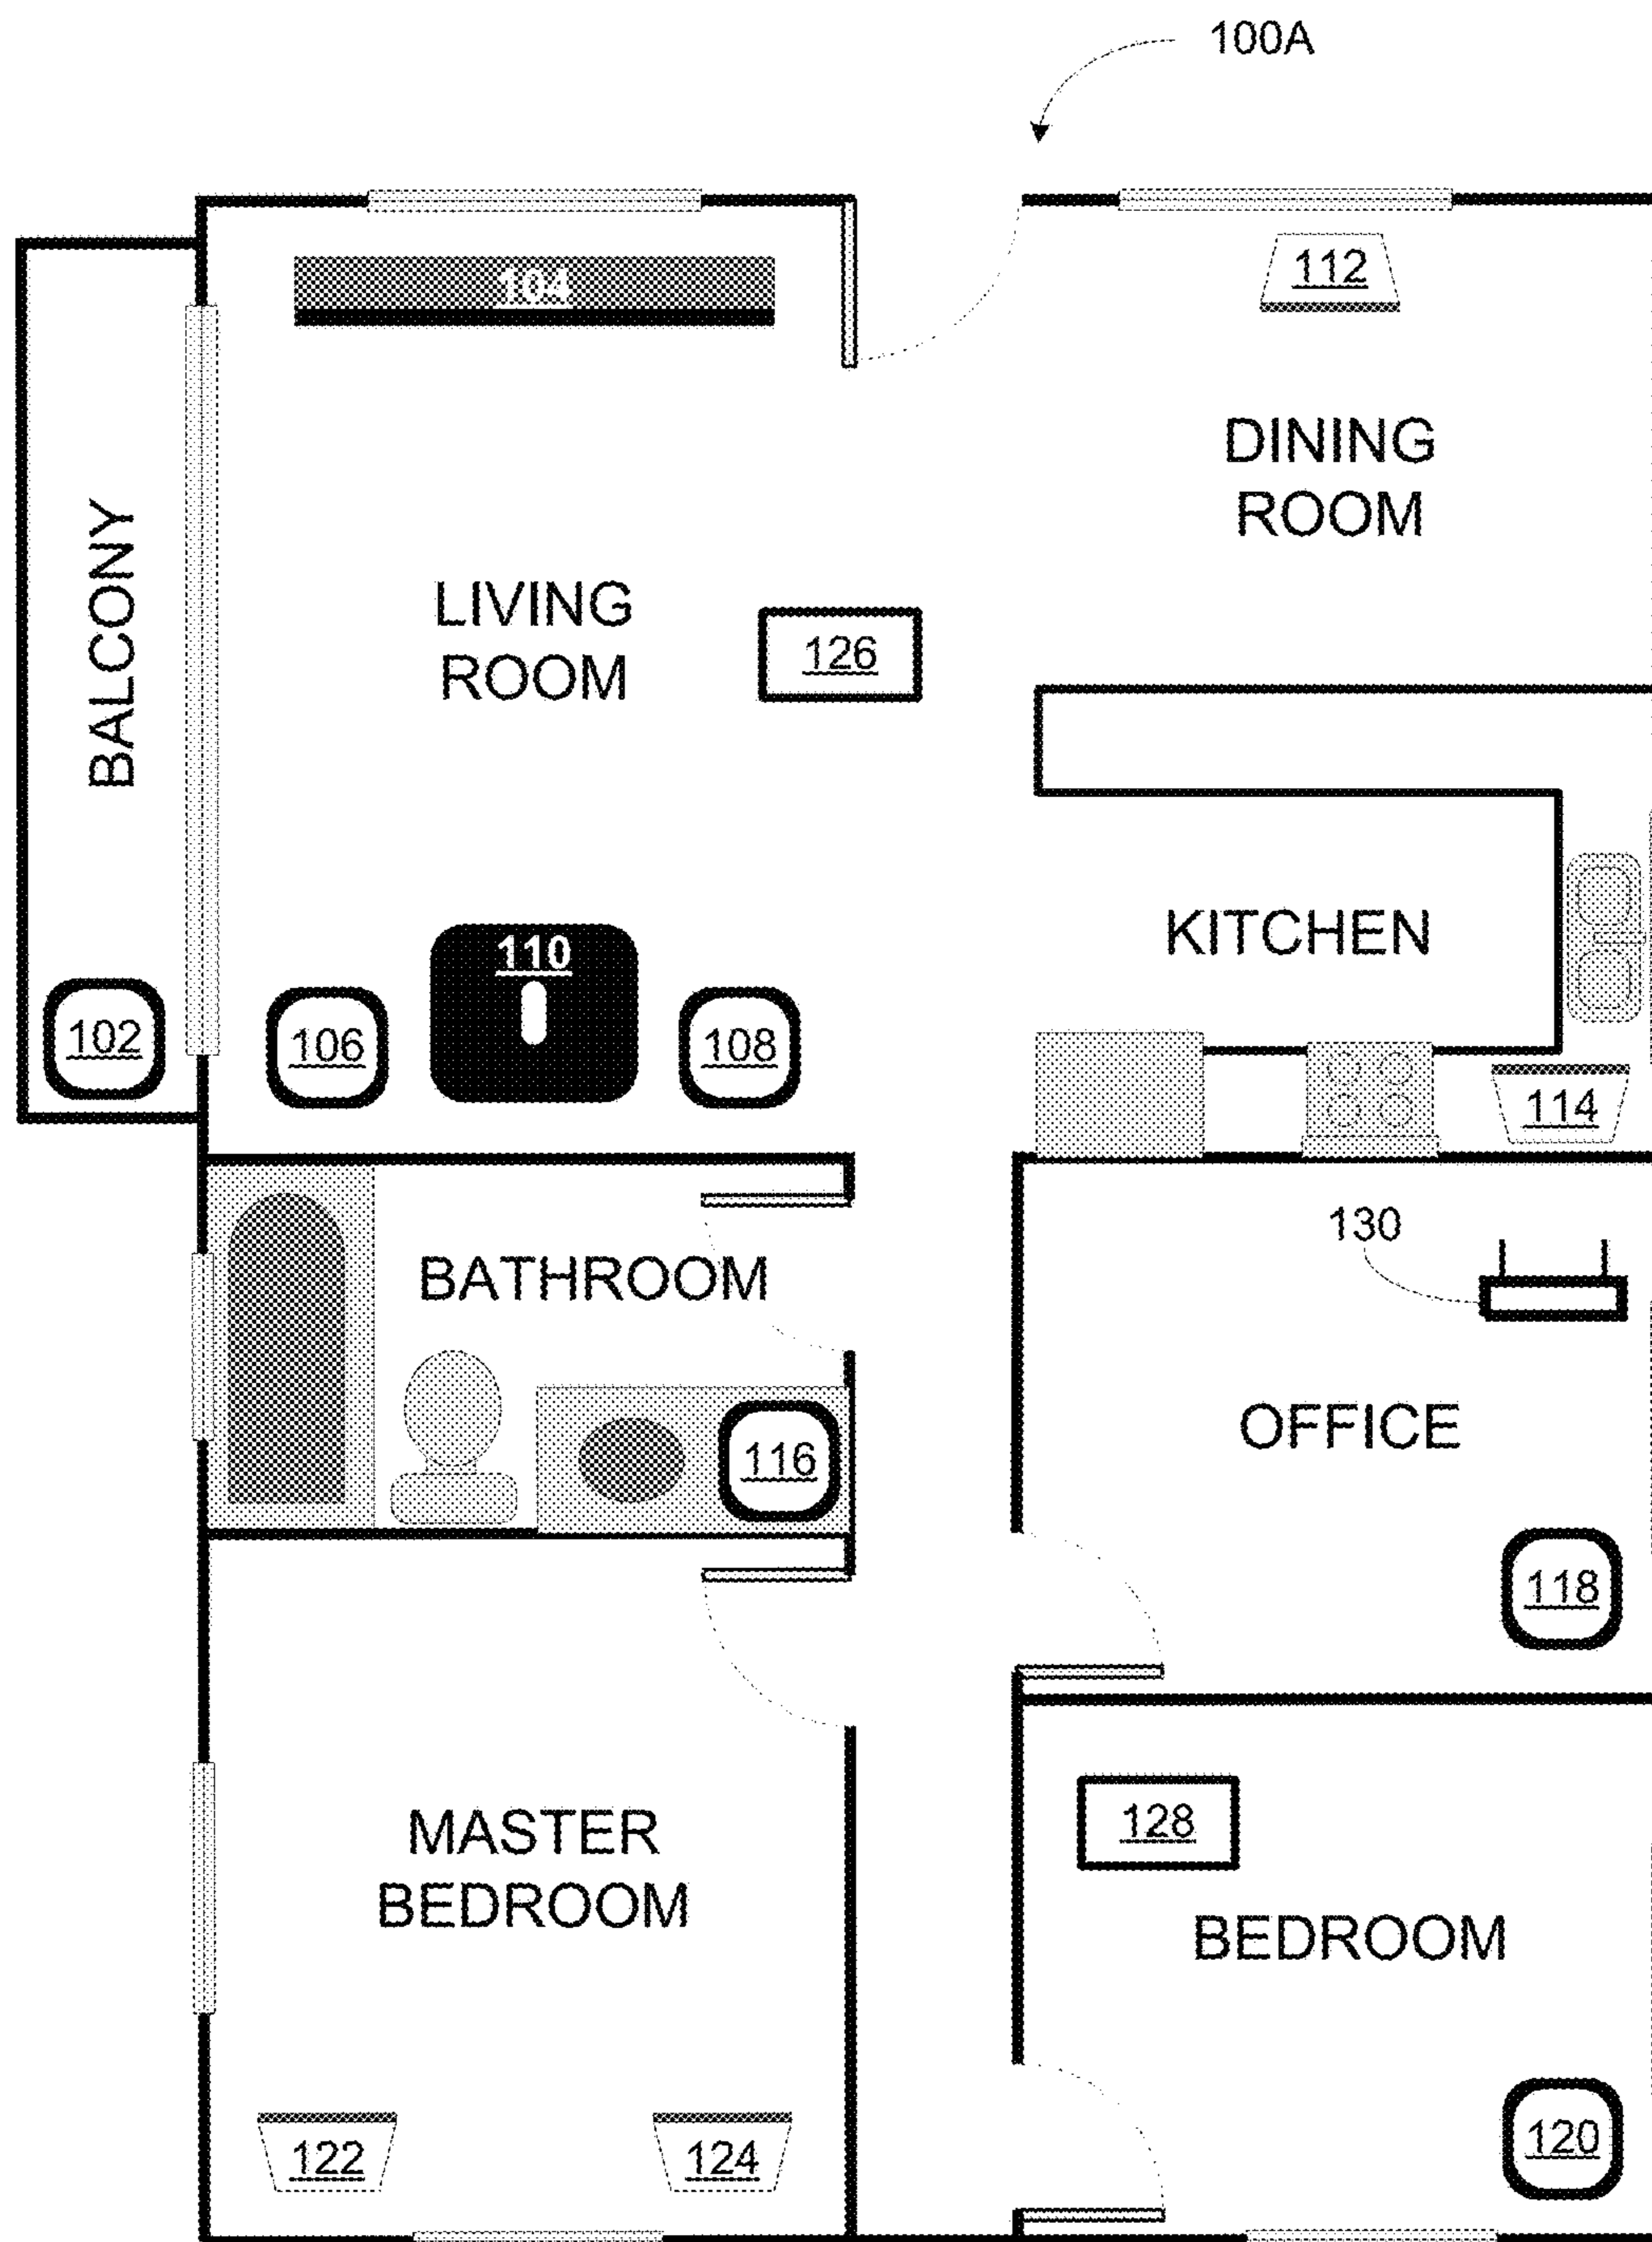 100A
104
112
DINING
ROOM
BALCONY
LIVING
ROOM
126
KITCHEN
110
102
106
108
114
130
BATHROOM
OFFICE
116
118
128
MASTER
BEDROOM
BEDROOM
122
124
120